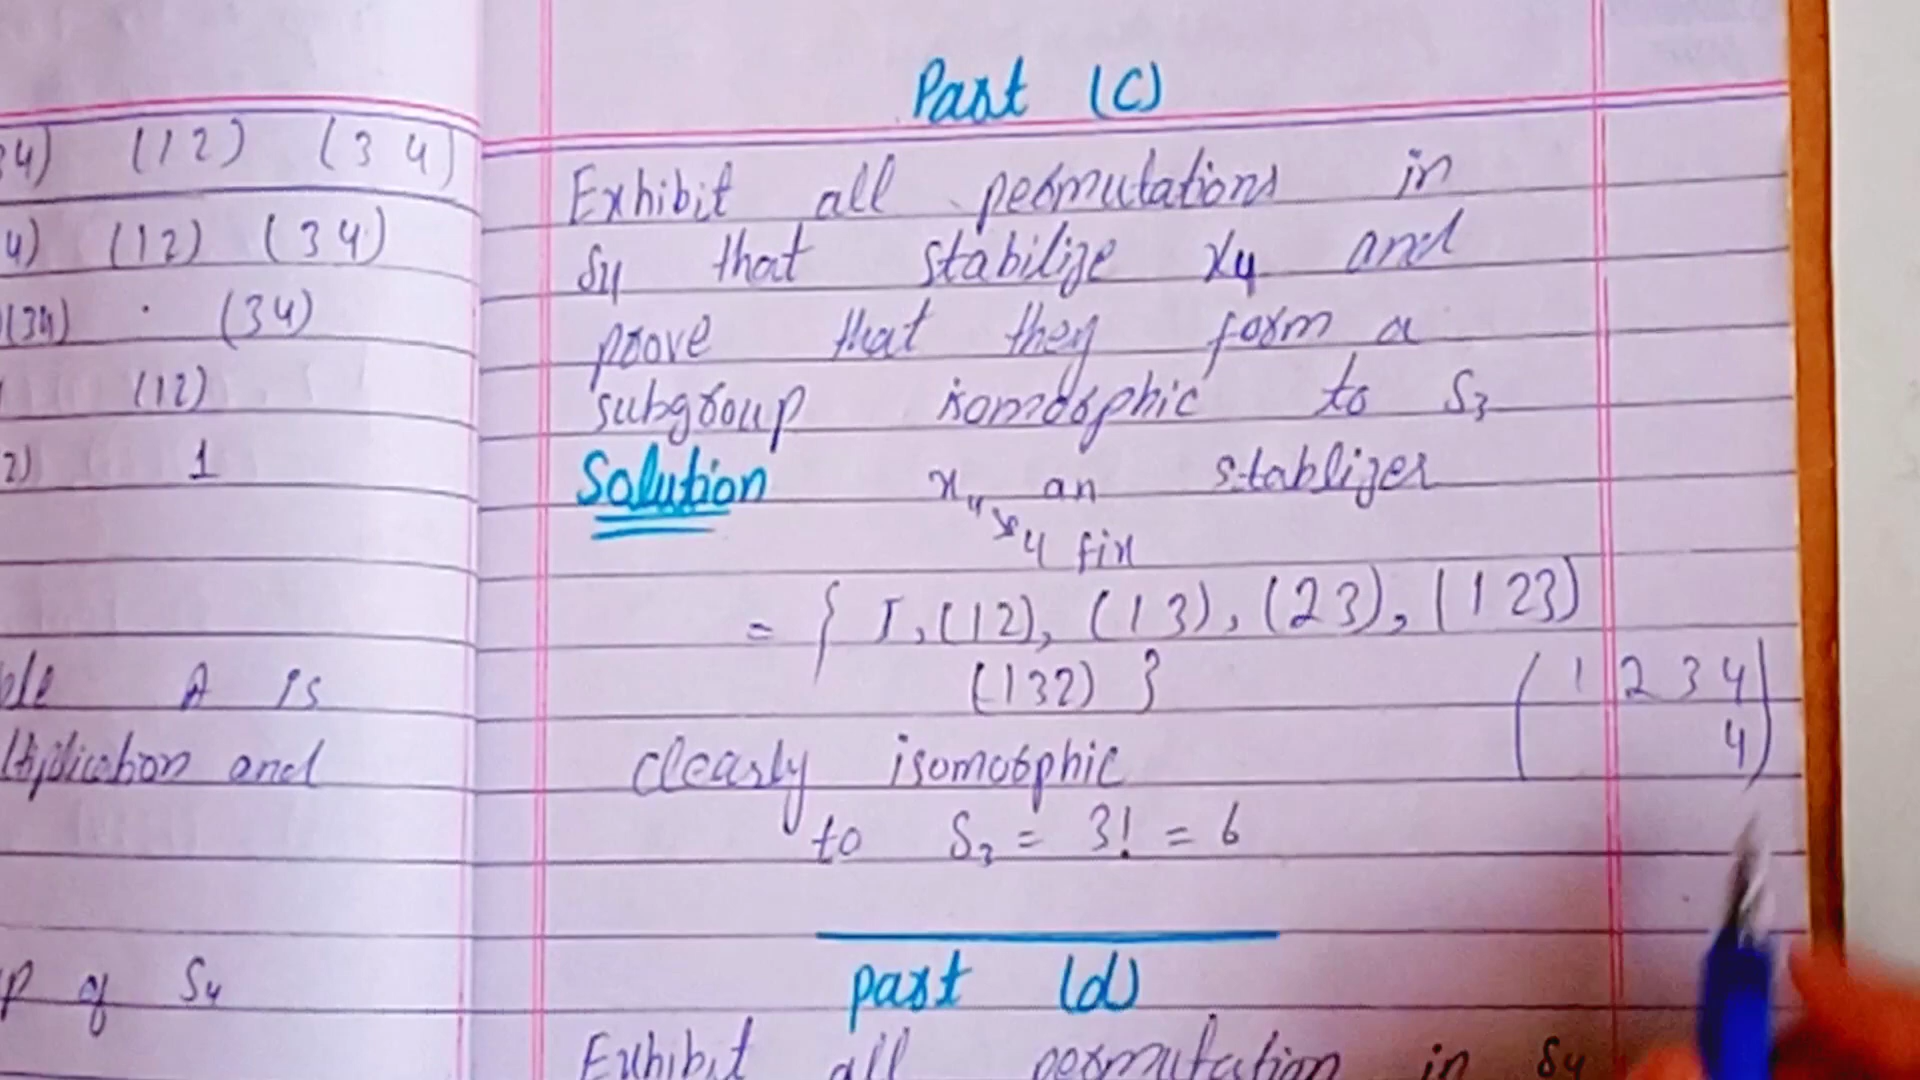 34) (12) (34)
4) (12) (34)
(34) . (34)
(12)
2) 1
A is
and
p of S4
Part (C)
Exhibit all permutations in
S4 that stabilize x4 and
prove that they form a
subgroup isomorphic to S3
Solution x4 an stablizer
4 fix
= { I, (12), (13), (23), (123)
(132) }
(1 2 3 4)
4)
clearly isomorphic
to S3 = 3! = 6
part (d)
Exhibit all permutation in S4